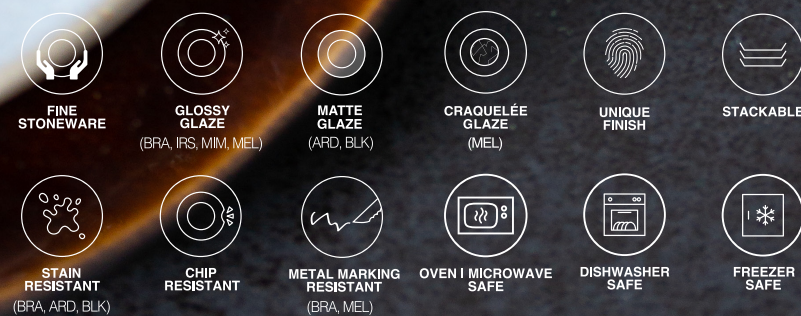 FINE
STONEWARE
GLOSSY
GLAZE
(BRA, IRS, MIM, MEL)
MATTE
GLAZE
(ARD, BLK)
CRAQUELÉE
GLAZE
(MEL)
UNIQUE
FINISH
STACKABLE
STAIN
RESISTANT
(BRA, ARD, BLK)
CHIP
RESISTANT
METAL MARKING
RESISTANT
(BRA, MEL)
OVEN I MICROWAVE
SAFE
DISHWASHER
SAFE
FREEZER
SAFE